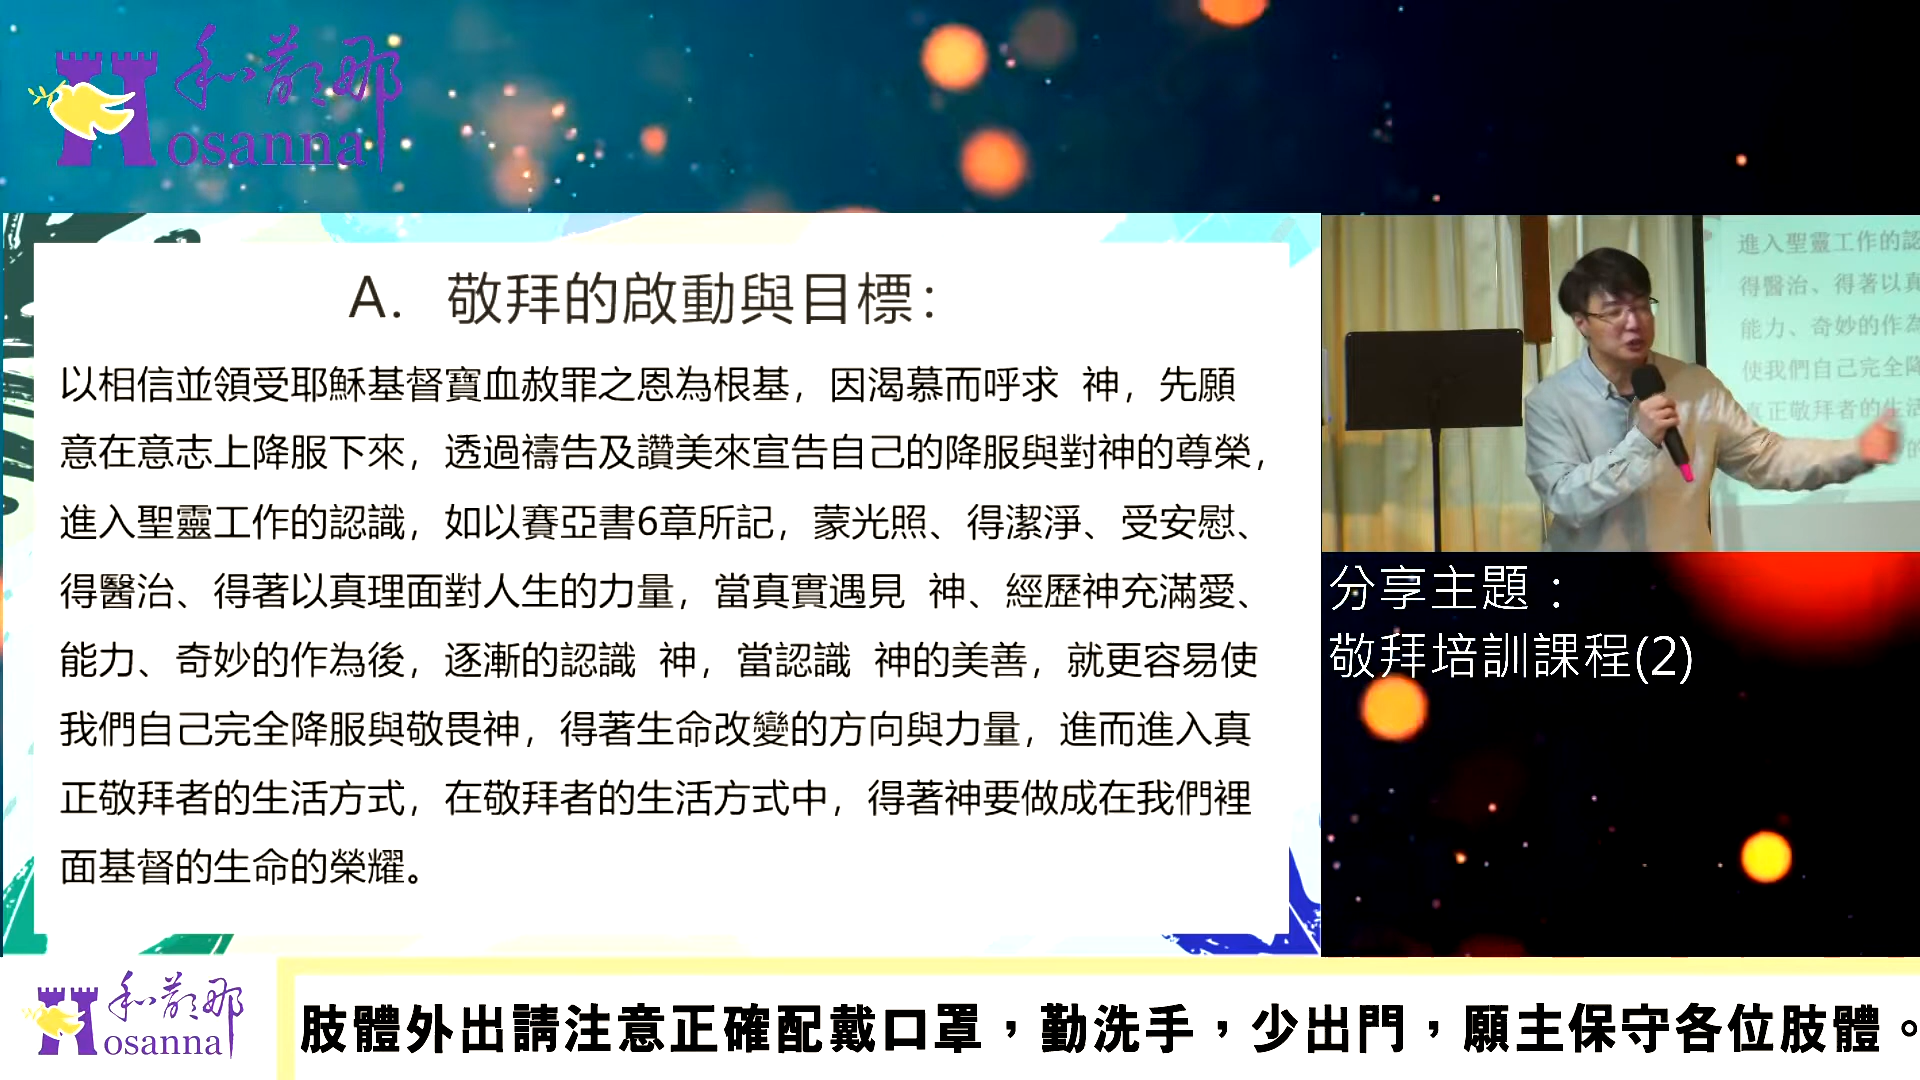 和散那
Hosanna
A. 敬拜的啟動與目標：
以相信並領受耶穌基督寶血赦罪之恩為根基，因渴慕而呼求 神，先願
意在意志上降服下來，透過禱告及讚美來宣告自己的降服與對神的尊榮，
進入聖靈工作的認識，如以賽亞書6章所記，蒙光照、得潔淨、受安慰、
得醫治、得著以真理面對人生的力量，當真實遇見 神、經歷神充滿愛、
能力、奇妙的作為後，逐漸的認識 神，當認識 神的美善，就更容易使
我們自己完全降服與敬畏神，得著生命改變的方向與力量，進而進入真
正敬拜者的生活方式，在敬拜者的生活方式中，得著神要做成在我們裡
面基督的生命的榮耀。
進入聖靈工作的認
得醫治、得著以真
能力、奇妙的作為
使我們自己完全降
真正敬拜者的生活
的
分享主題：
敬拜培訓課程(2)
和散那
Hosanna
肢體外出請注意正確配戴口罩，勤洗手，少出門，願主保守各位肢體。